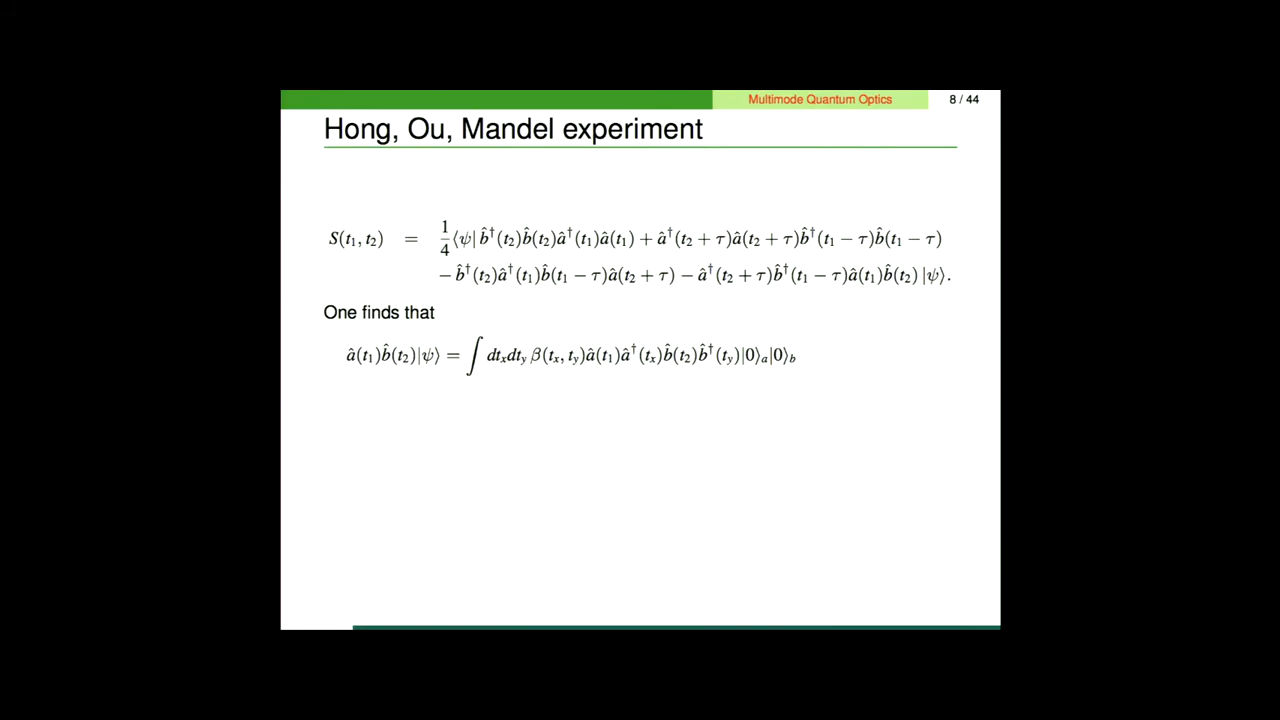 Multimode Quantum Optics 8 / 44
Hong, Ou, Mandel experiment
S(t₁, t₂) = 1/4 ⟨ψ| b̂†(t₂)b̂(t₂)â†(t₁)â(t₁) + â†(t₂ + τ)â(t₂ + τ)b̂†(t₁ − τ)b̂(t₁ − τ)
− b̂†(t₂)â†(t₁)b̂(t₁ − τ)â(t₂ + τ) − â†(t₂ + τ)b̂†(t₁ − τ)â(t₁)b̂(t₂) |ψ⟩.
One finds that
â(t₁)b̂(t₂)|ψ⟩ = ∫ dtₓdt_y β(tₓ, t_y)â(t₁)â†(tₓ)b̂(t₂)b̂†(t_y)|0⟩ₐ|0⟩_b